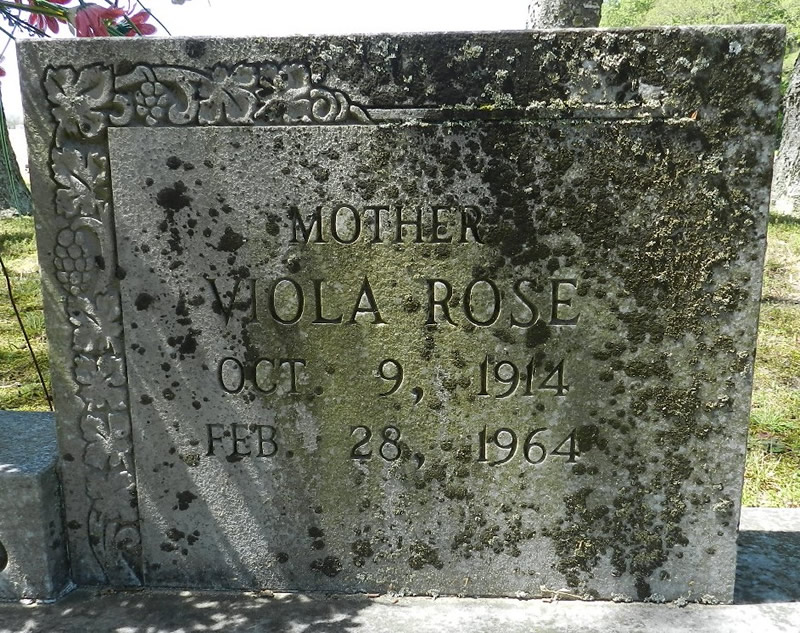 MOTHER
VIOLA ROSE
OCT. 9, 1914
FEB. 28, 1964